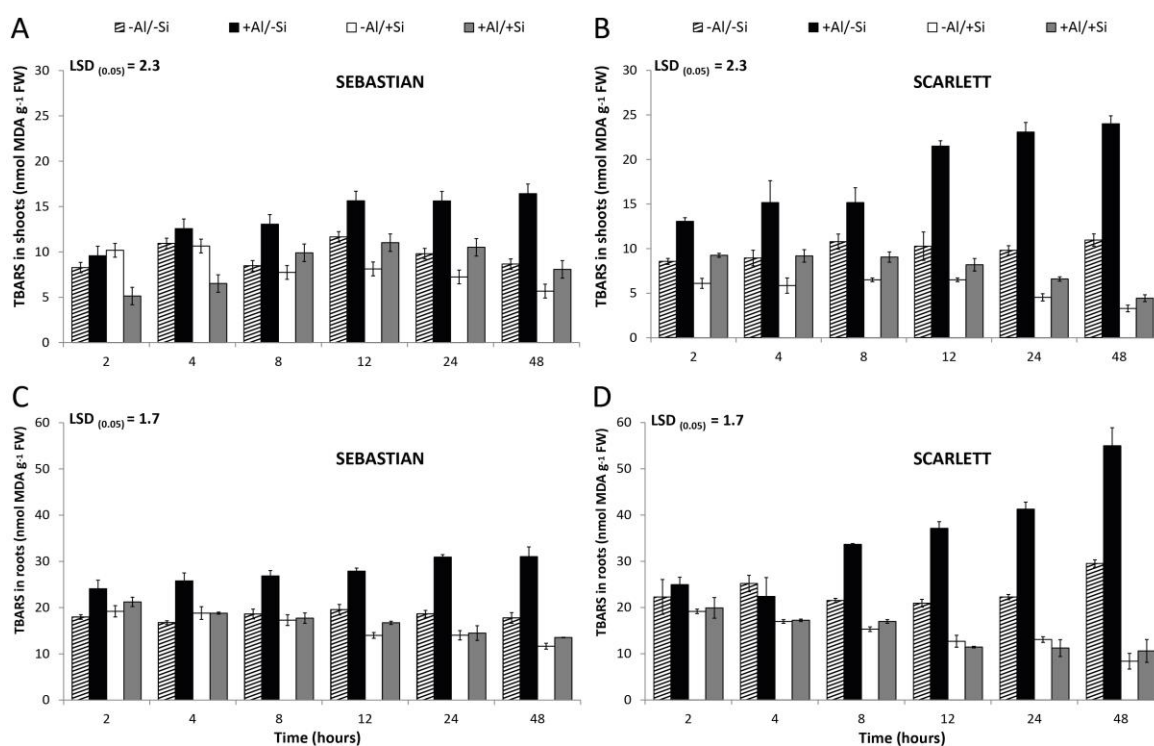 A
-Al/-Si +Al/-Si -Al/+Si +Al/+Si
LSD (0.05) = 2.3
SEBASTIAN
TBARS in shoots (nmol MDA g-1 FW)
30
25
20
15
10
5
0
2 4 8 12 24 48
B
-Al/-Si +Al/-Si -Al/+Si +Al/+Si
LSD (0.05) = 2.3
SCARLETT
TBARS in shoots (nmol MDA g-1 FW)
30
25
20
15
10
5
0
2 4 8 12 24 48
C
LSD (0.05) = 1.7
SEBASTIAN
TBARS in roots (nmol MDA g-1 FW)
60
50
40
30
20
10
0
2 4 8 12 24 48
Time (hours)
D
LSD (0.05) = 1.7
SCARLETT
TBARS in roots (nmol MDA g-1 FW)
60
50
40
30
20
10
0
2 4 8 12 24 48
Time (hours)